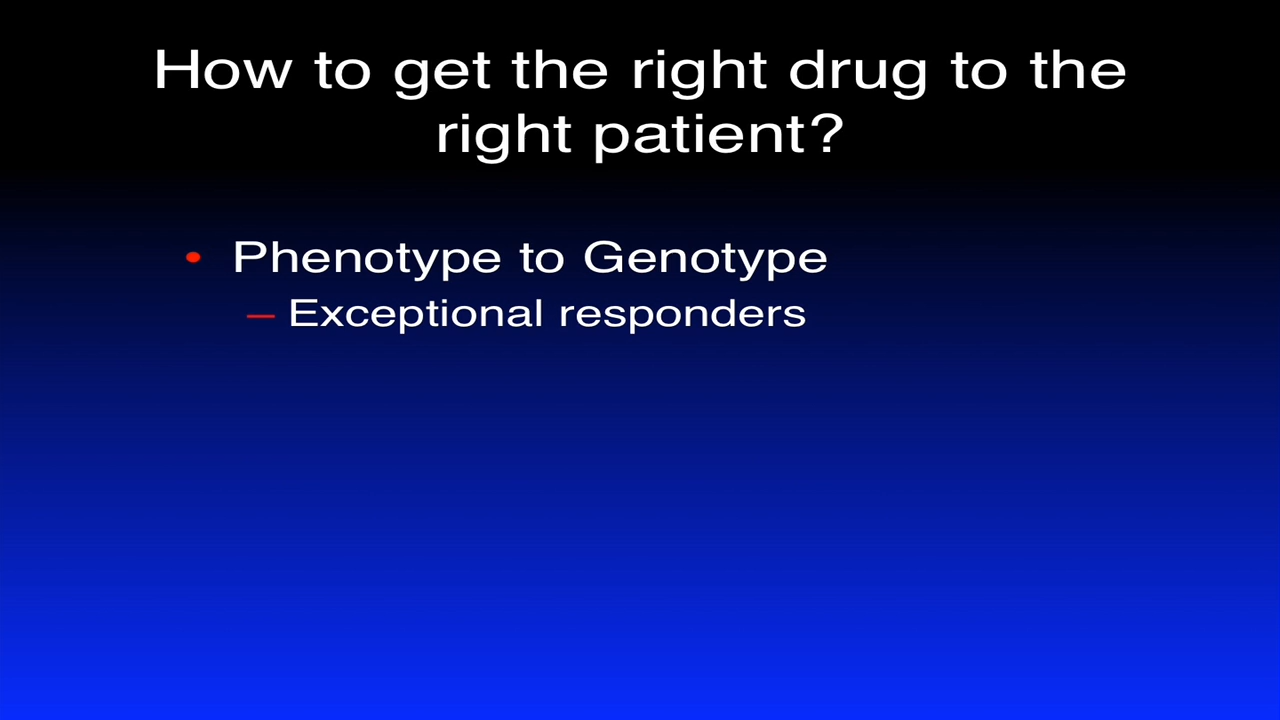 How to get the right drug to the
right patient?
• Phenotype to Genotype
– Exceptional responders